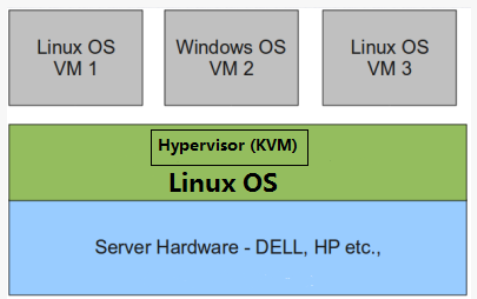 Linux OS
VM 1
Windows OS
VM 2
Linux OS
VM 3
Hypervisor (KVM)
Linux OS
Server Hardware - DELL, HP etc.,